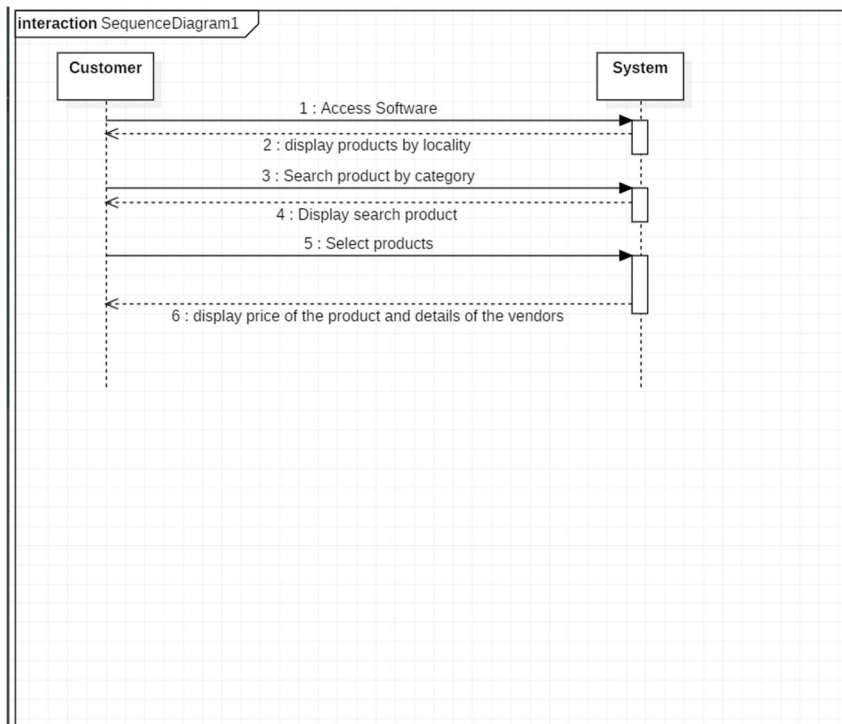 interaction SequenceDiagram1
Customer
System
1 : Access Software
2 : display products by locality
3 : Search product by category
4 : Display search product
5 : Select products
6 : display price of the product and details of the vendors